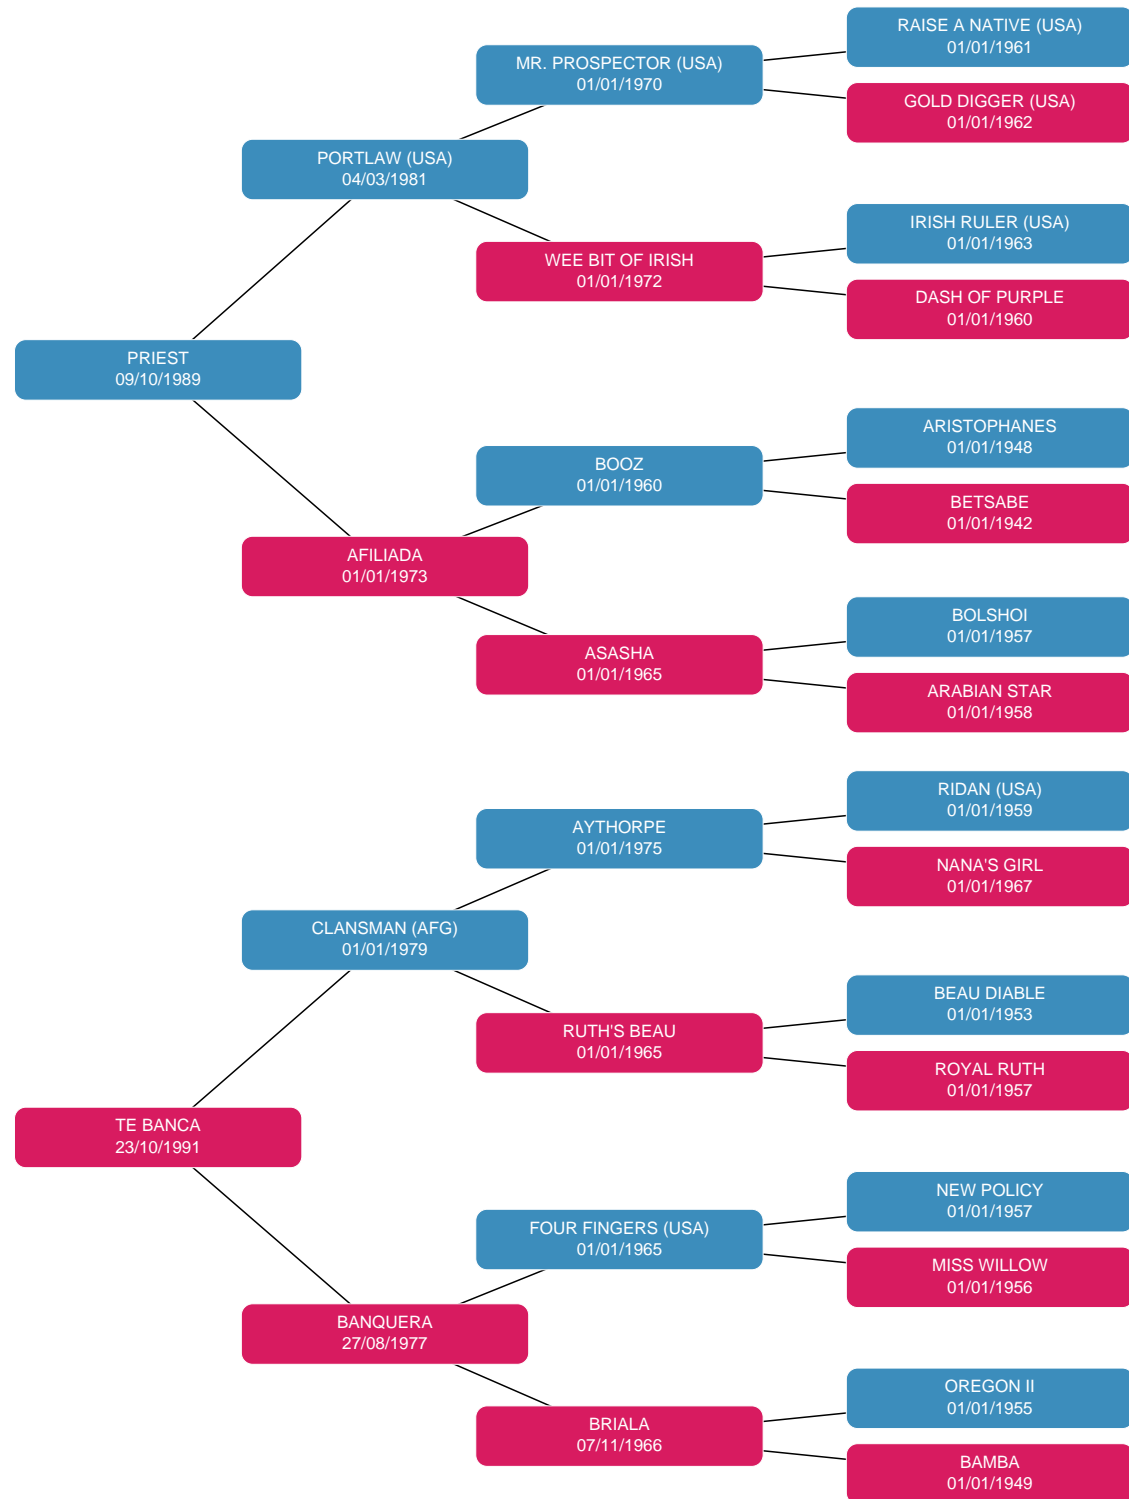 RAISE A NATIVE (USA)
01/01/1961
MR. PROSPECTOR (USA)
01/01/1970
GOLD DIGGER (USA)
01/01/1962
PORTLAW (USA)
04/03/1981
IRISH RULER (USA)
01/01/1963
WEE BIT OF IRISH
01/01/1972
DASH OF PURPLE
01/01/1960
PRIEST
09/10/1989
ARISTOPHANES
01/01/1948
BOOZ
01/01/1960
BETSABE
01/01/1942
AFILIADA
01/01/1973
BOLSHOI
01/01/1957
ASASHA
01/01/1965
ARABIAN STAR
01/01/1958
RIDAN (USA)
01/01/1959
AYTHORPE
01/01/1975
NANA'S GIRL
01/01/1967
CLANSMAN (AFG)
01/01/1979
BEAU DIABLE
01/01/1953
RUTH'S BEAU
01/01/1965
ROYAL RUTH
01/01/1957
TE BANCA
23/10/1991
NEW POLICY
01/01/1957
FOUR FINGERS (USA)
01/01/1965
MISS WILLOW
01/01/1956
BANQUERA
27/08/1977
OREGON II
01/01/1955
BRIALA
07/11/1966
BAMBA
01/01/1949